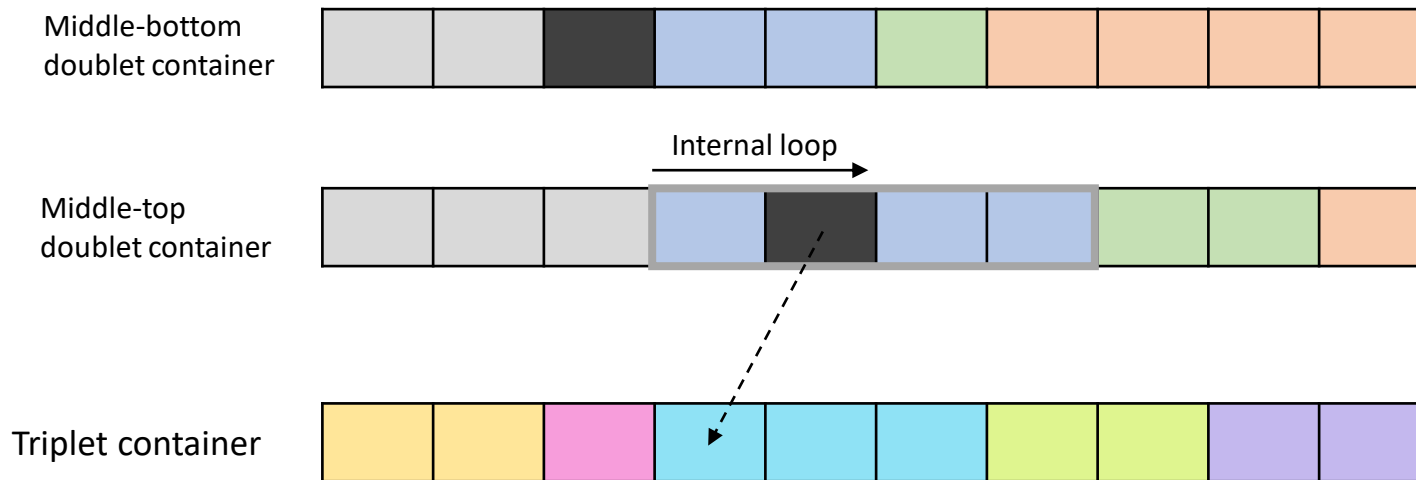 Middle-bottom
doublet container
Internal loop
Middle-top
doublet container
Triplet container